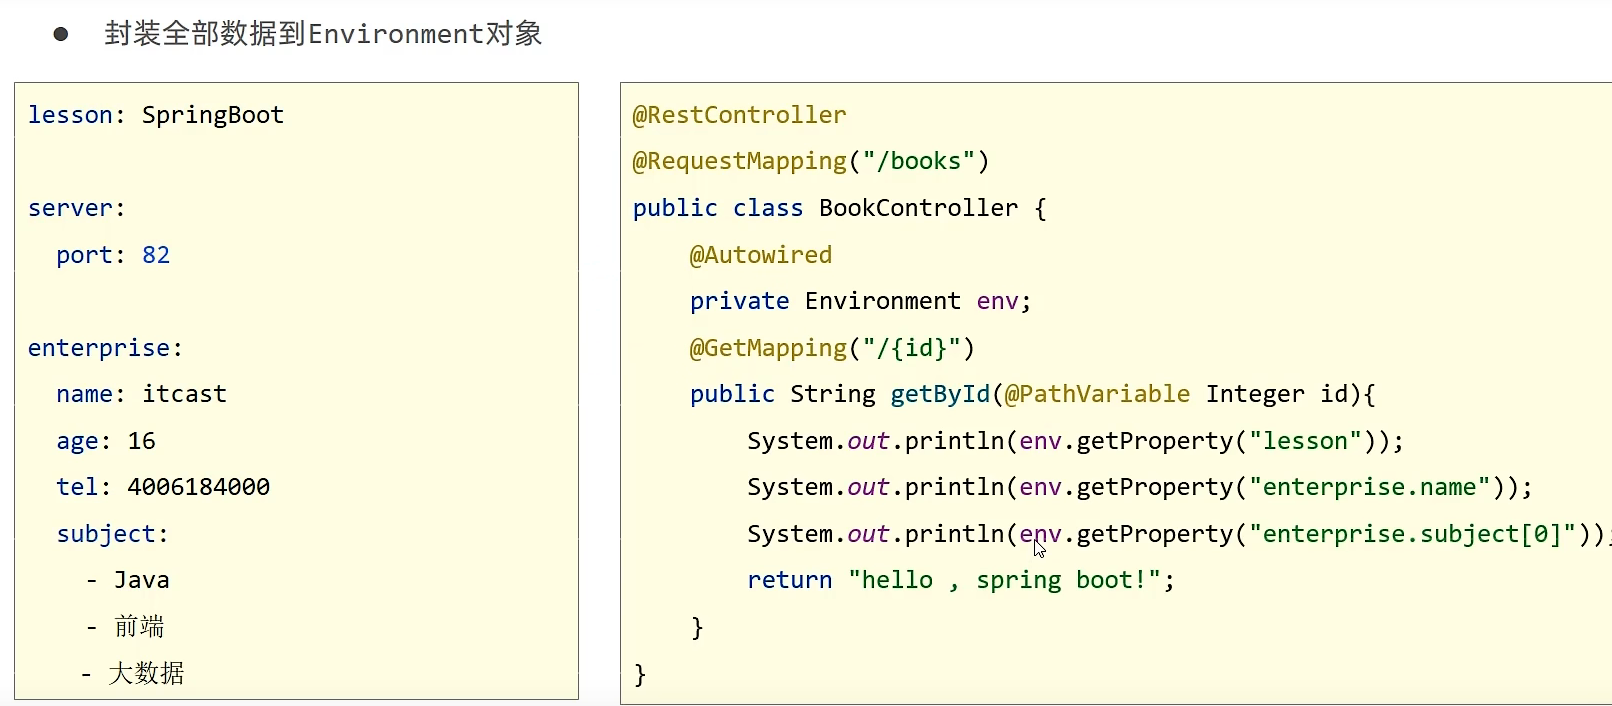 ● 封装全部数据到Environment对象
lesson: SpringBoot
server:
port: 82
enterprise:
name: itcast
age: 16
tel: 4006184000
subject:
- Java
- 前端
- 大数据
@RestController
@RequestMapping("/books")
public class BookController {
@Autowired
private Environment env;
@GetMapping("/{id}")
public String getById(@PathVariable Integer id){
System.out.println(env.getProperty("lesson"));
System.out.println(env.getProperty("enterprise.name"));
System.out.println(env.getProperty("enterprise.subject[0]"));
return "hello , spring boot!";
}
}